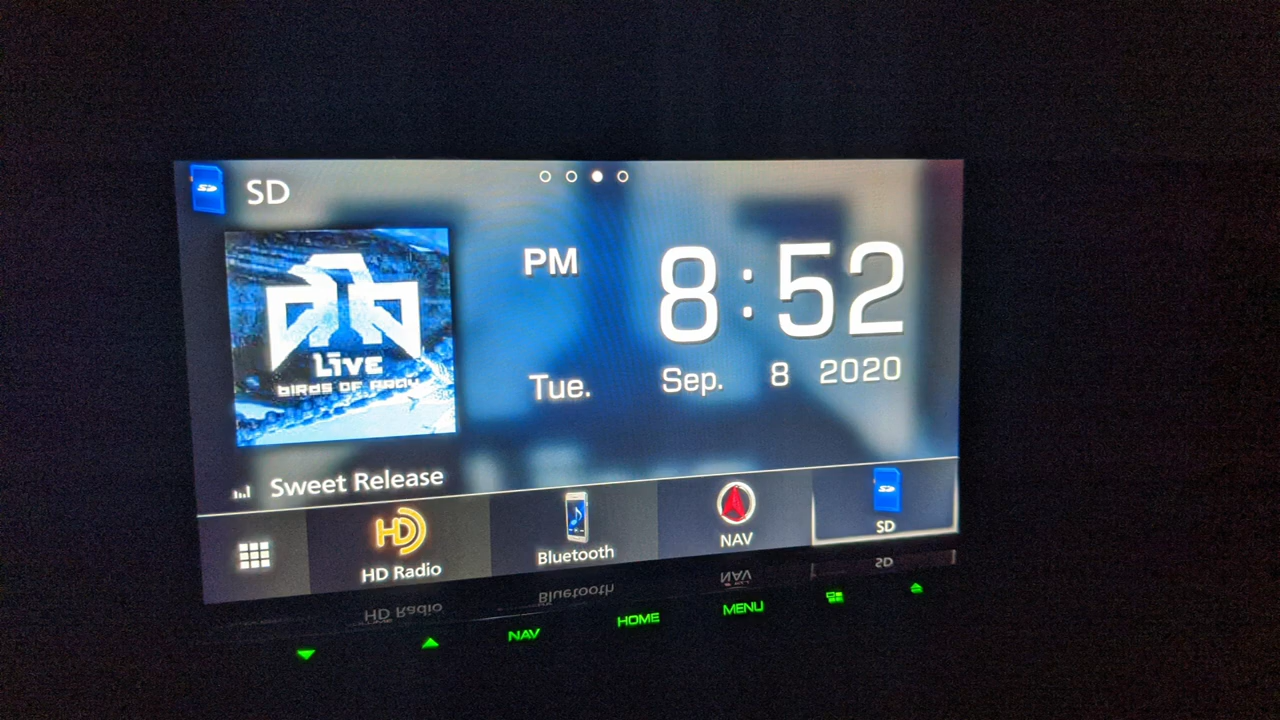 SD
PM 8:52
Tue. Sep. 8 2020
LIVE
BIRDS OF PREY
Sweet Release
HD Radio
Bluetooth
NAV
SD
NAV
HOME
MENU